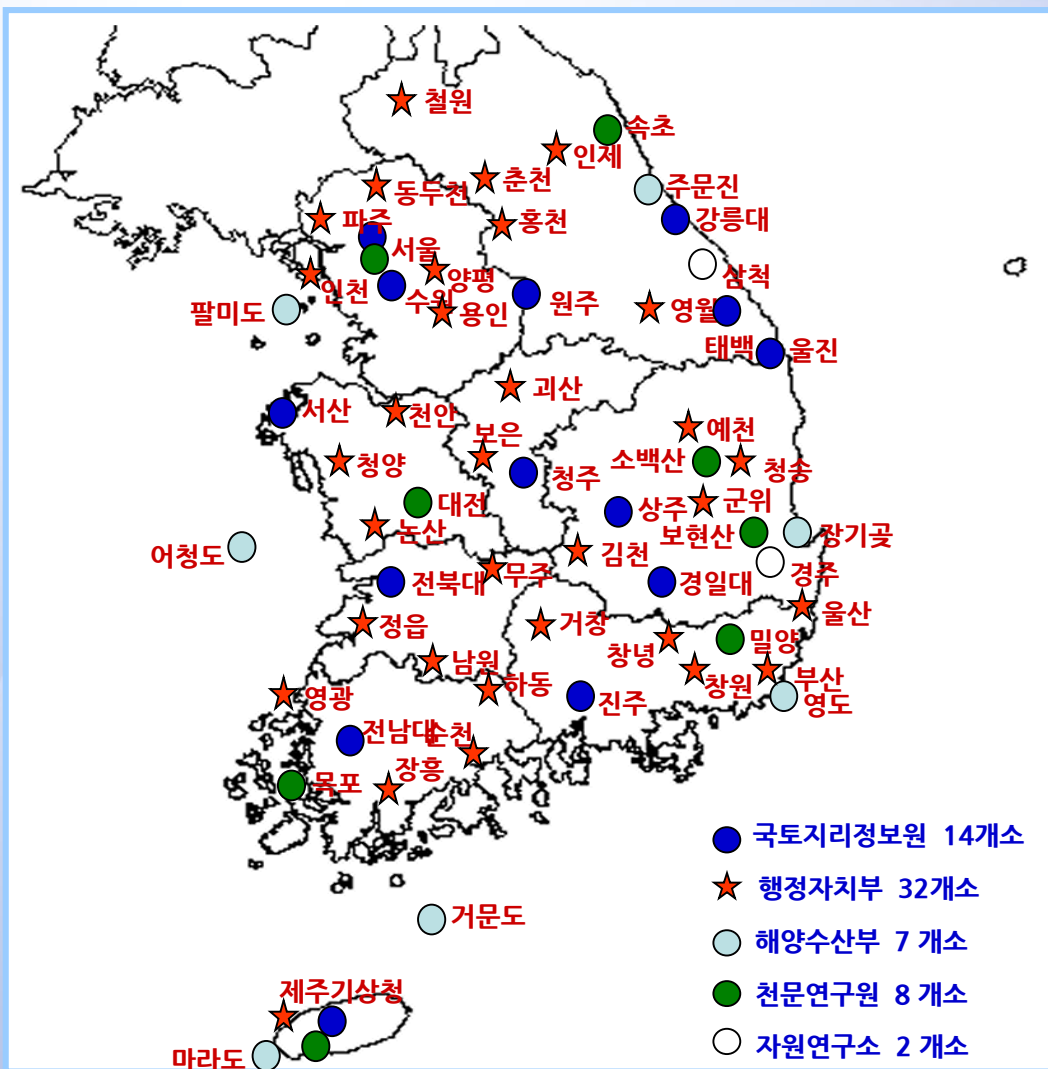 철원
속초
인제
춘천
동두천
주문진
파주
홍천
강릉대
서울
양평
삼척
인천
수원
원주
팔미도
용인
영월
태백
울진
괴산
서산
천안
예천
보은
소백산
청송
청양
청주
대전
상주
군위
논산
보현산
장기곶
어청도
김천
무주
경주
전북대
경일대
울산
정읍
거창
창녕
밀양
남원
하동
창원
부산
영광
진주
영도
전남대
순천
장흥
목포
국토지리정보원 14개소
행정자치부 32개소
거문도
해양수산부 7 개소
제주기상청
천문연구원 8 개소
마라도
자원연구소 2 개소